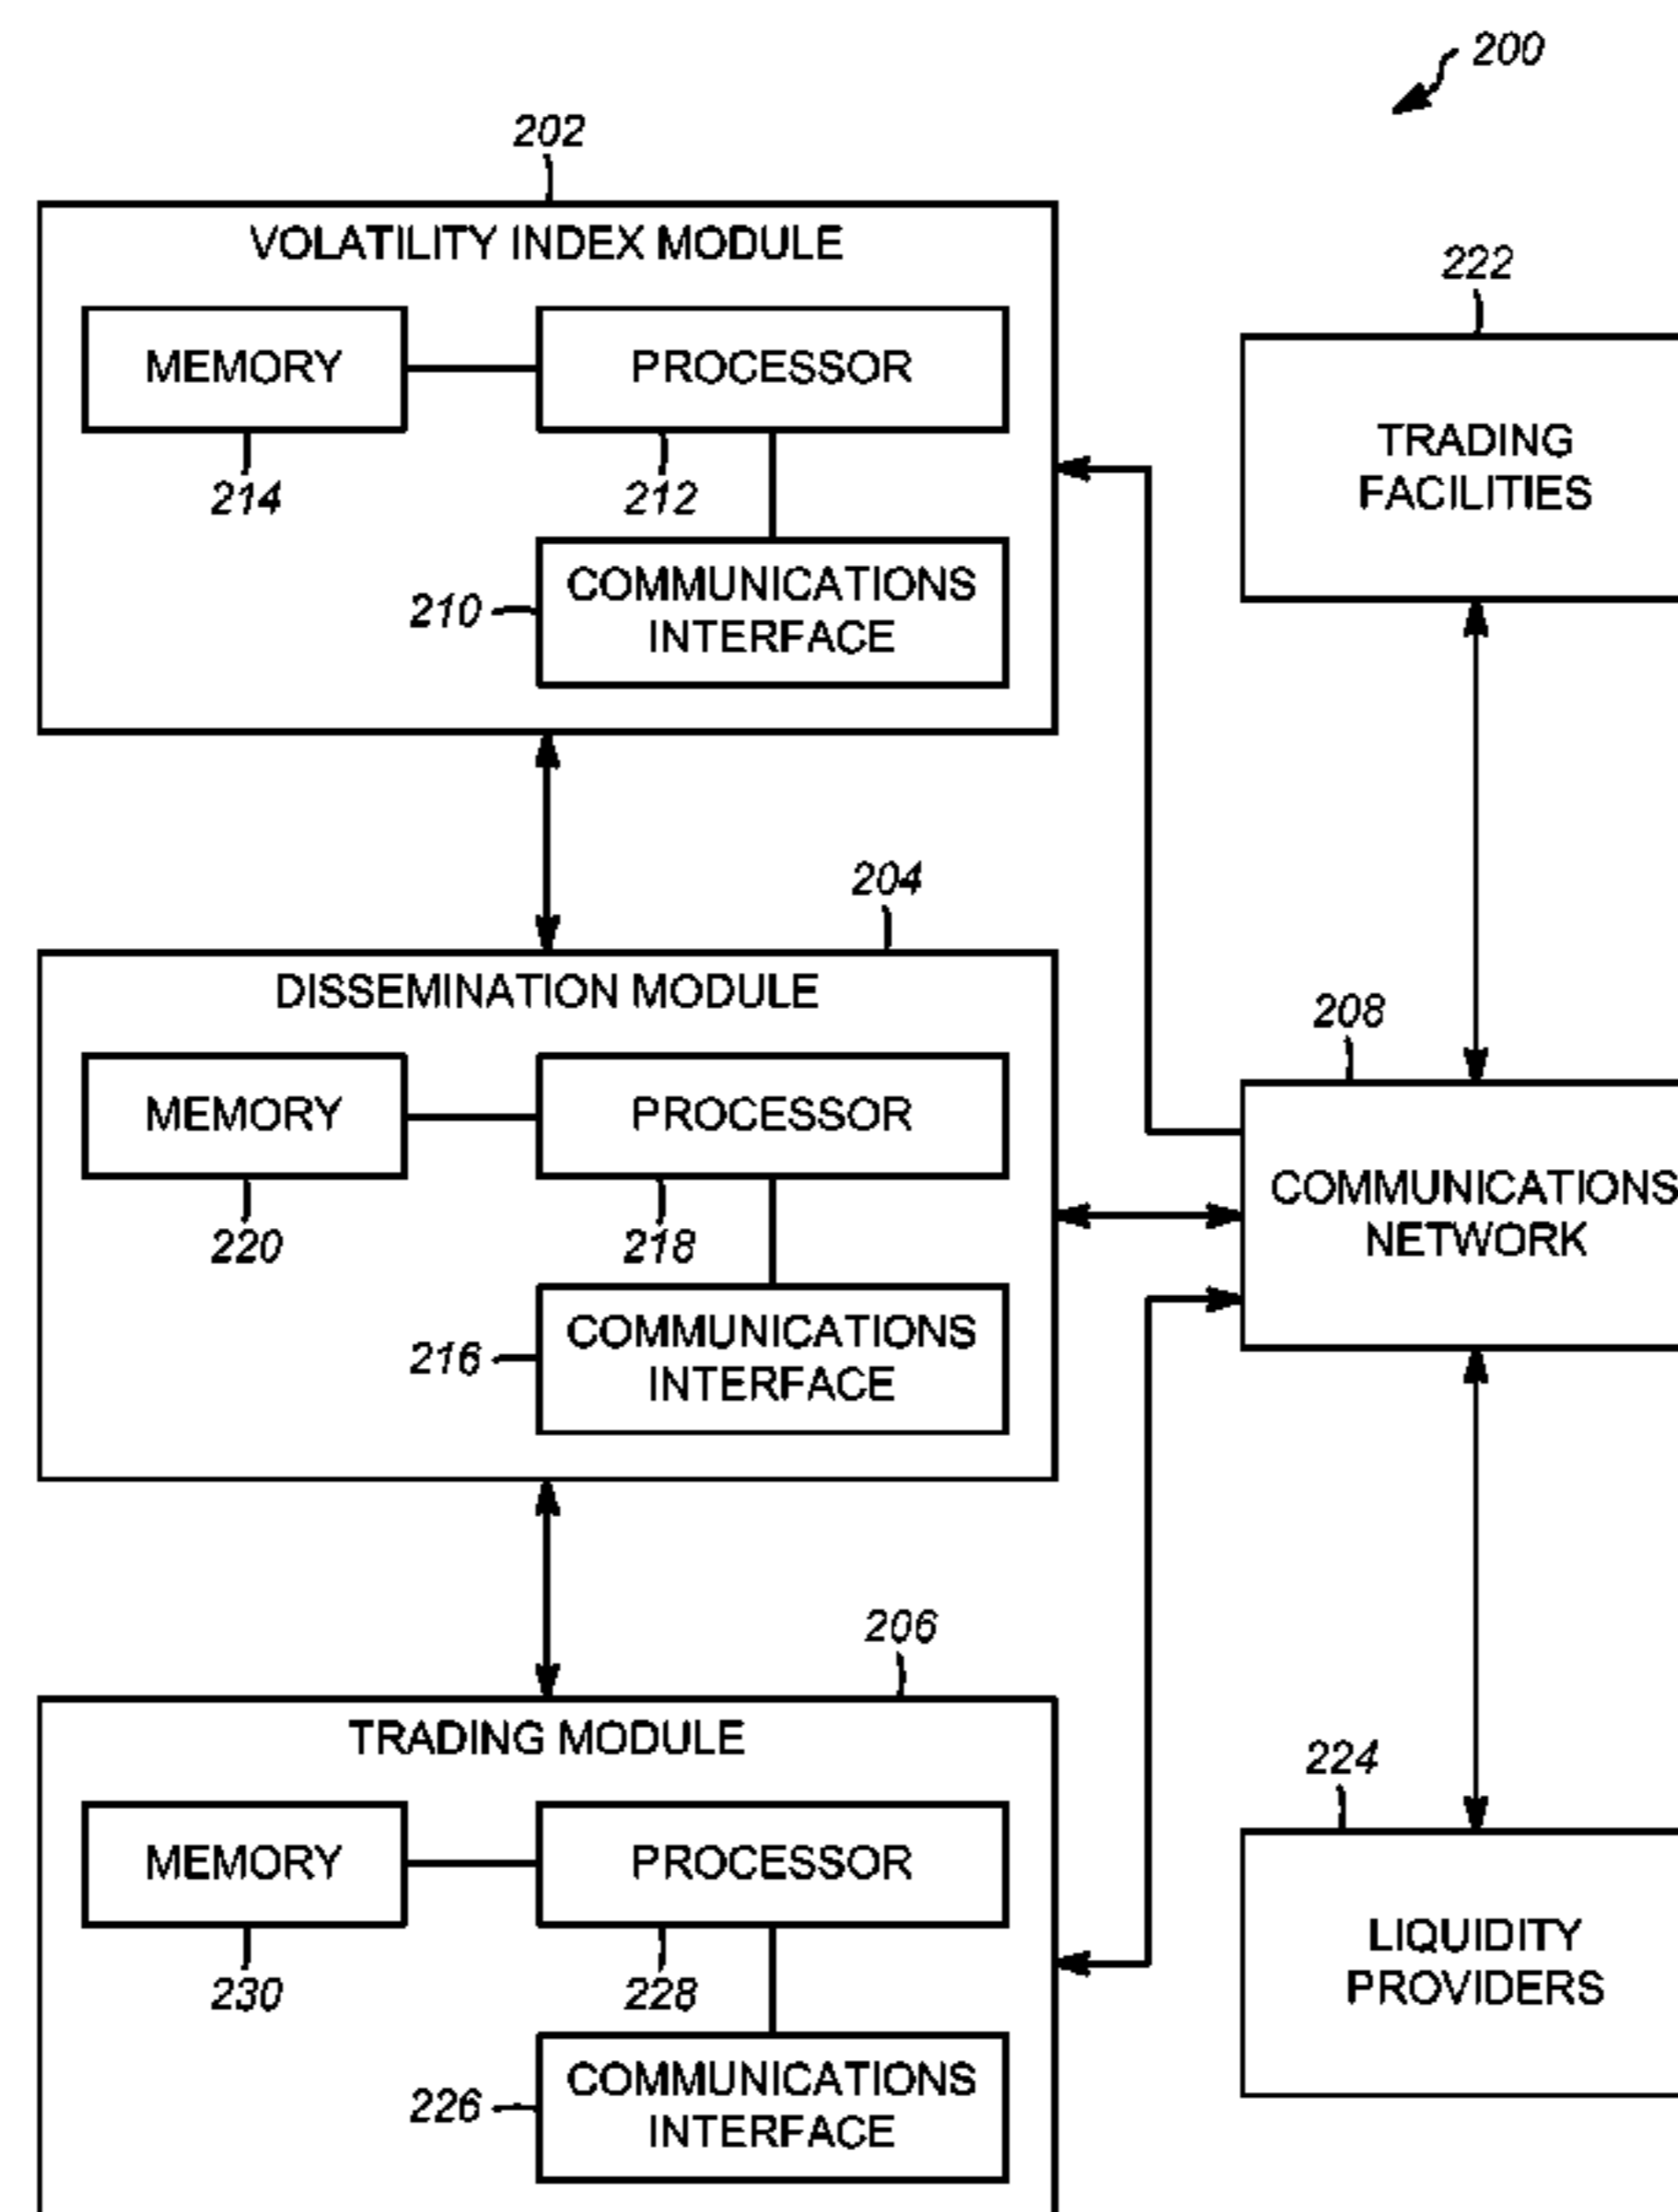 200
202
VOLATILITY INDEX MODULE
MEMORY
PROCESSOR
214
212
210
COMMUNICATIONS
INTERFACE
222
TRADING
FACILITIES
204
DISSEMINATION MODULE
MEMORY
PROCESSOR
220
218
216
COMMUNICATIONS
INTERFACE
208
COMMUNICATIONS
NETWORK
206
TRADING MODULE
MEMORY
PROCESSOR
230
228
226
COMMUNICATIONS
INTERFACE
224
LIQUIDITY
PROVIDERS